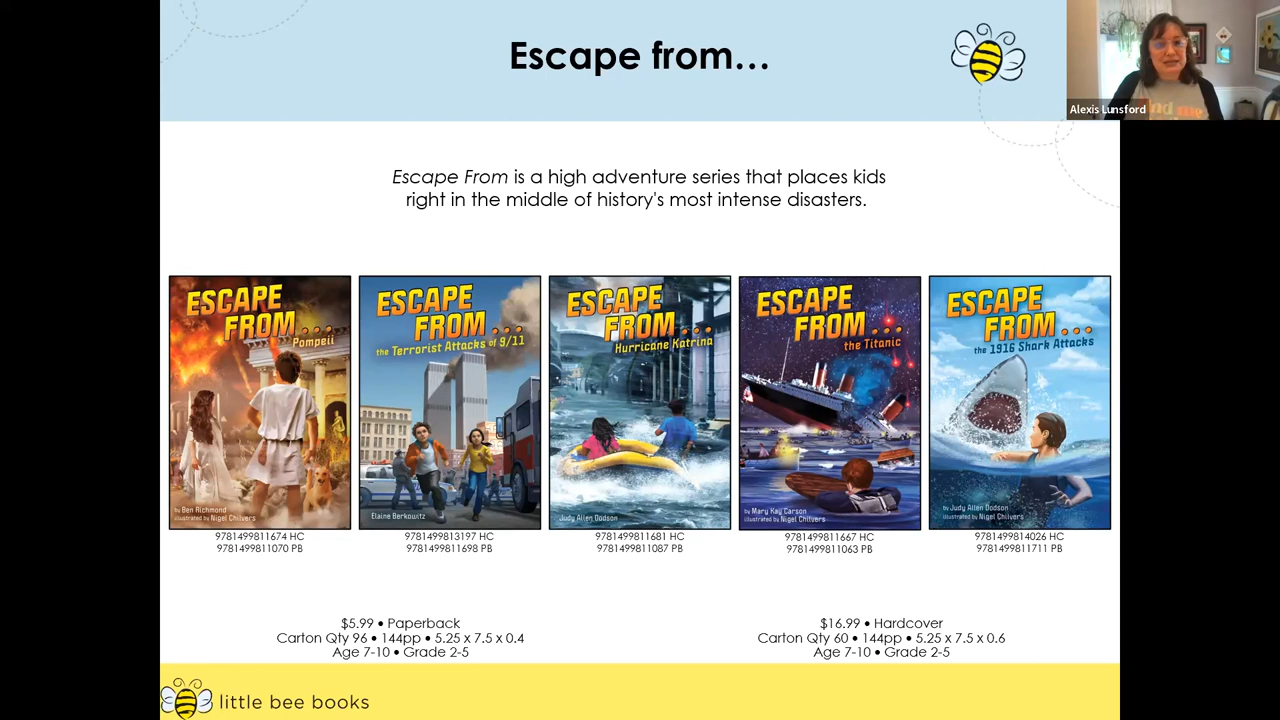 Escape from...
Alexis Lunsford
Escape From is a high adventure series that places kids
right in the middle of history's most intense disasters.
ESCAPE
FROM...
Pompeii
by Ben Richmond
illustrated by Nigel Chilvers
ESCAPE
FROM...
the Terrorist Attacks of 9/11
Elaine Berkowitz
ESCAPE
FROM...
Hurricane Katrina
Judy Allen Dodson
ESCAPE
FROM...
the Titanic
by Mary Kay Carson
illustrated by Nigel Chilvers
ESCAPE
FROM...
the 1916 Shark Attacks
by Judy Allen Dodson
illustrated by Nigel Chilvers
9781499811674 HC
9781499811070 PB
9781499813197 HC
9781499811698 PB
9781499811681 HC
9781499811087 PB
9781499811667 HC
9781499811063 PB
9781499814026 HC
9781499811711 PB
$5.99 • Paperback
Carton Qty 96 • 144pp • 5.25 x 7.5 x 0.4
Age 7-10 • Grade 2-5
$16.99 • Hardcover
Carton Qty 60 • 144pp • 5.25 x 7.5 x 0.6
Age 7-10 • Grade 2-5
little bee books